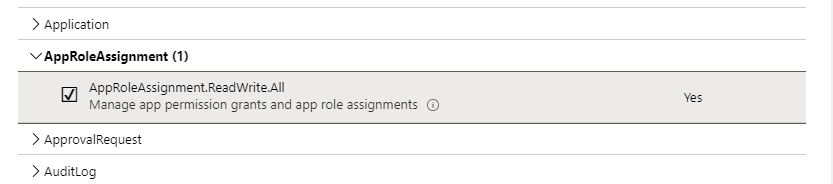 Application
AppRoleAssignment (1)
AppRoleAssignment.ReadWrite.All
Manage app permission grants and app role assignments
Yes
ApprovalRequest
AuditLog